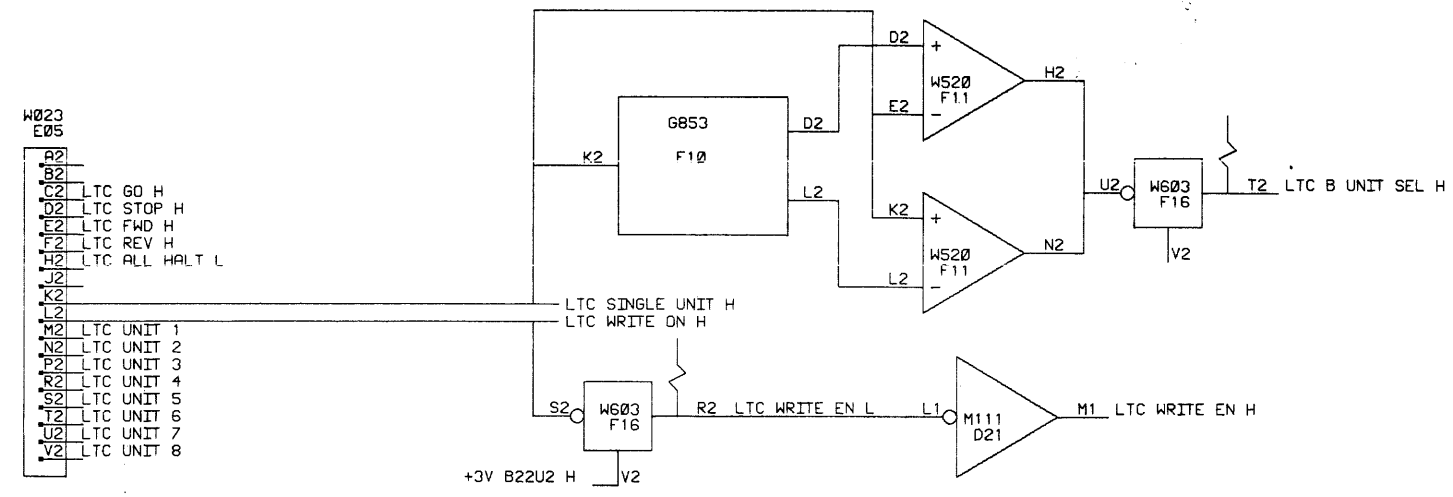 W023
E05
A2
B2
C2 LTC GO H
D2 LTC STOP H
E2 LTC FWD H
F2 LTC REV H
H2 LTC ALL HALT L
J2
K2
L2
LTC SINGLE UNIT H
LTC WRITE ON H
M2 LTC UNIT 1
N2 LTC UNIT 2
P2 LTC UNIT 3
R2 LTC UNIT 4
S2 LTC UNIT 5
T2 LTC UNIT 6
U2 LTC UNIT 7
V2 LTC UNIT 8
K2
G853
F10
D2
L2
D2
+
E2
-
W520
F11
H2
K2
+
L2
-
W520
F11
N2
U2
W603
F16
V2
T2 LTC B UNIT SEL H
S2
W603
F16
+3V B22U2 H
V2
R2 LTC WRITE EN L
L1
M111
D21
M1 LTC WRITE EN H